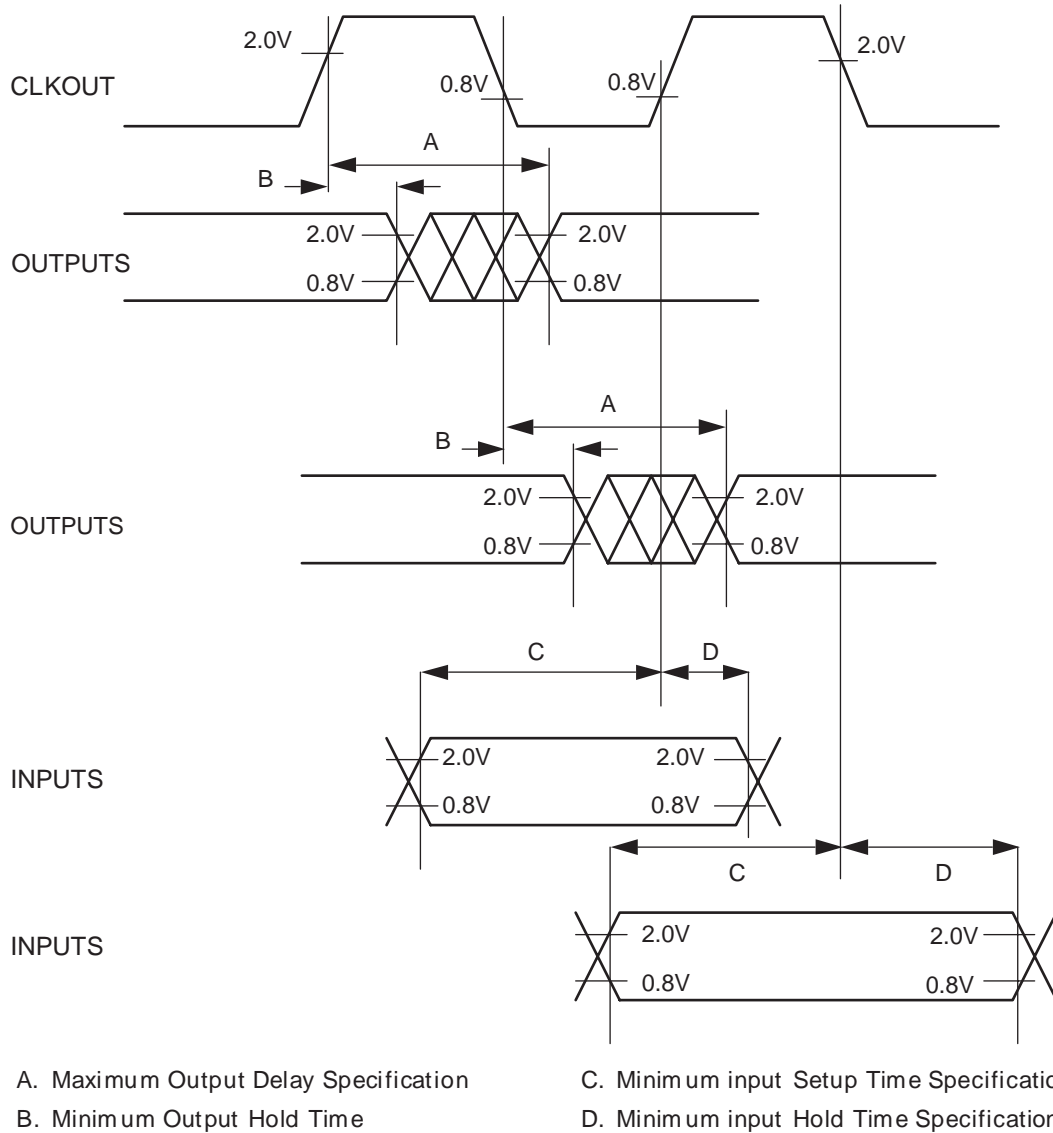 2.0V
2.0V
CLKOUT
0.8V
0.8V
A
B
2.0V
2.0V
OUTPUTS
0.8V
0.8V
A
B
2.0V
2.0V
OUTPUTS
0.8V
0.8V
C
D
2.0V
2.0V
INPUTS
0.8V
0.8V
C
D
2.0V
2.0V
INPUTS
0.8V
0.8V
A. Maximum Output Delay Specification
C. Minimum input Setup Time Specificatio
B. Minimum Output Hold Time
D. Minimum input Hold Time Specification